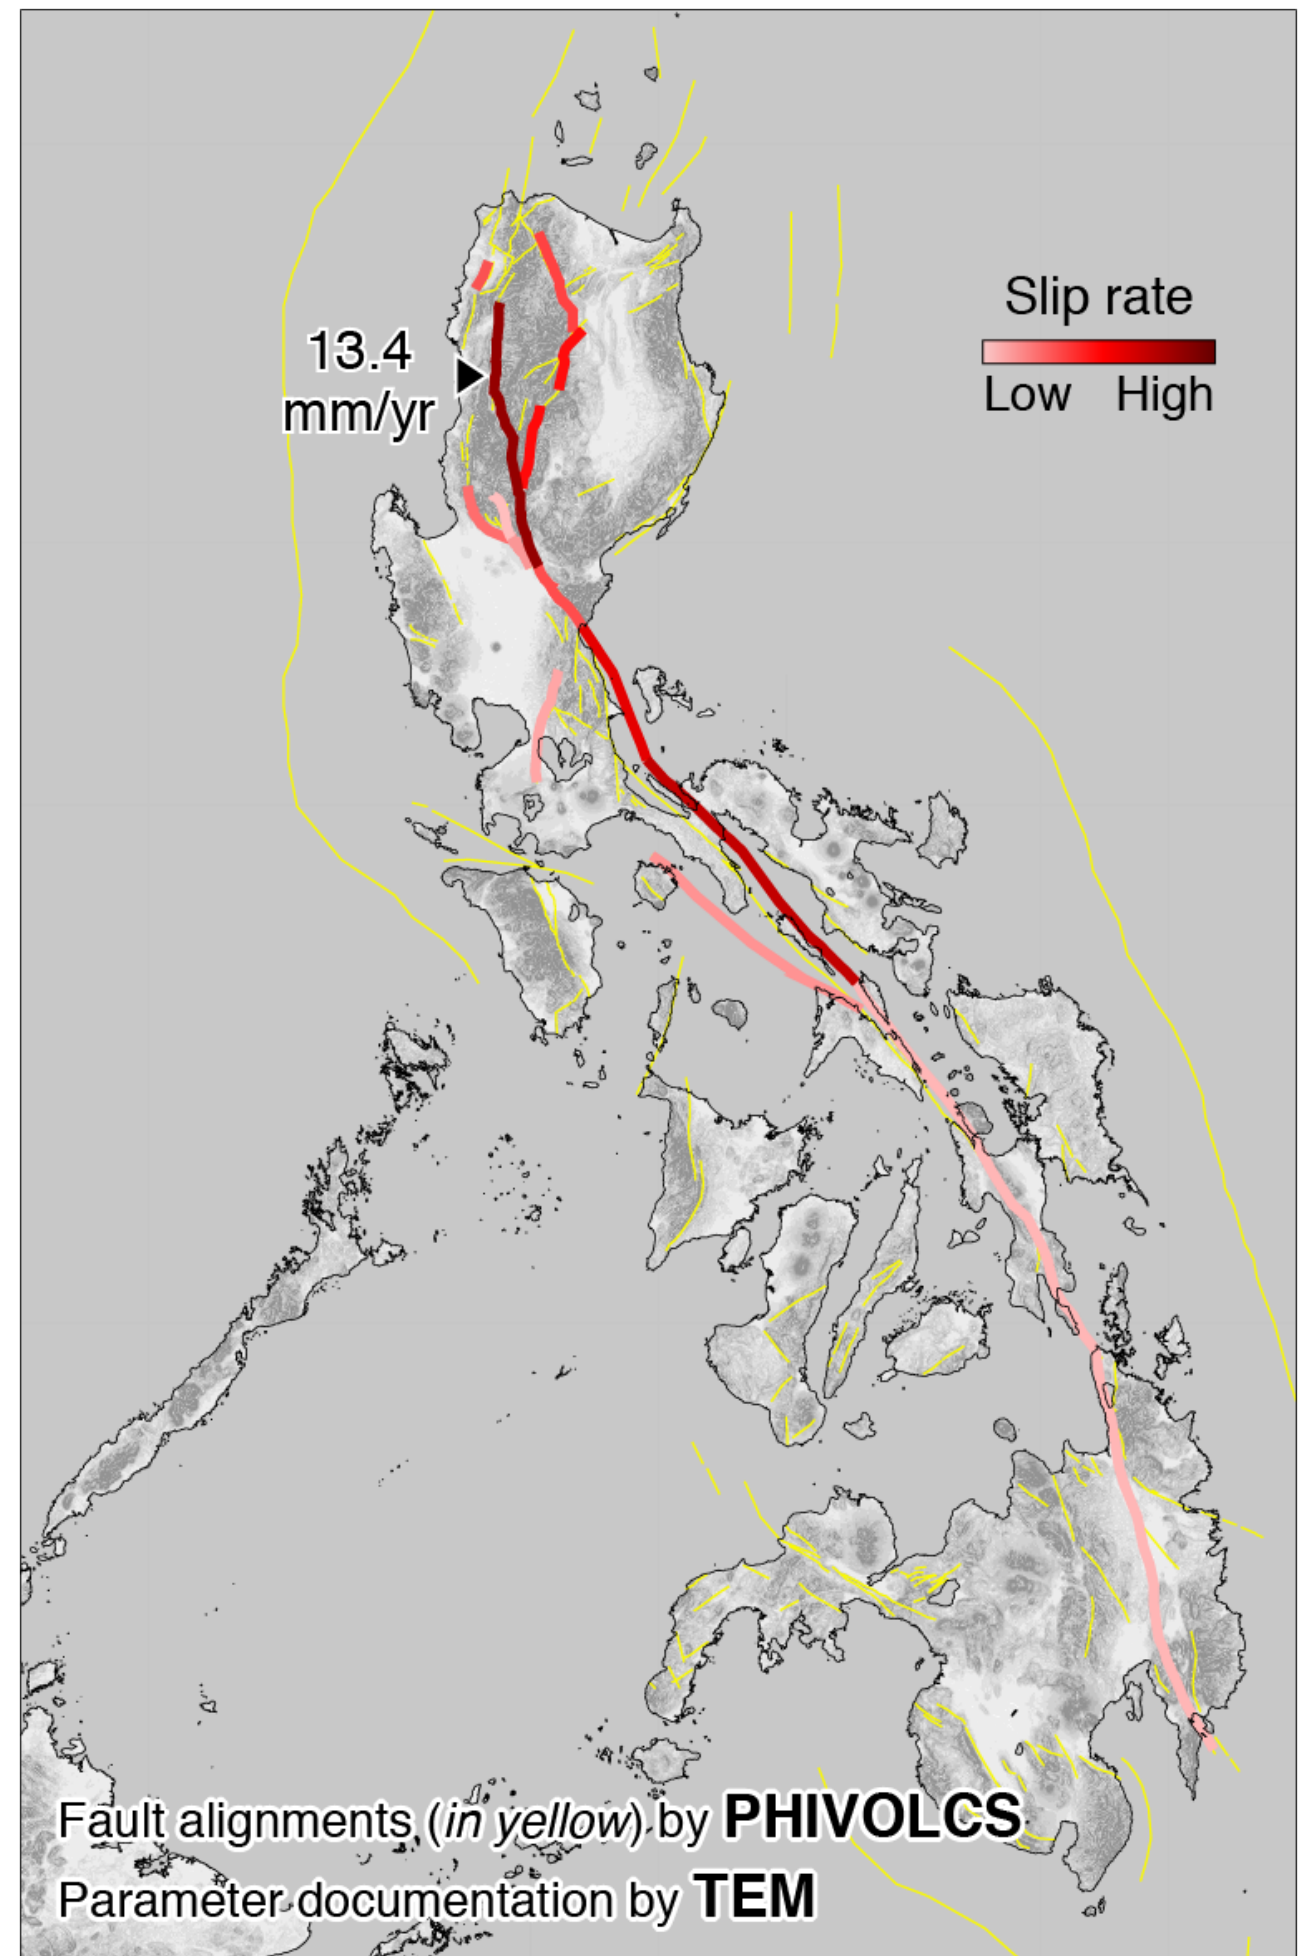 Slip rate
Low High
13.4
mm/yr
Fault alignments (in yellow) by PHIVOLCS
Parameter documentation by TEM